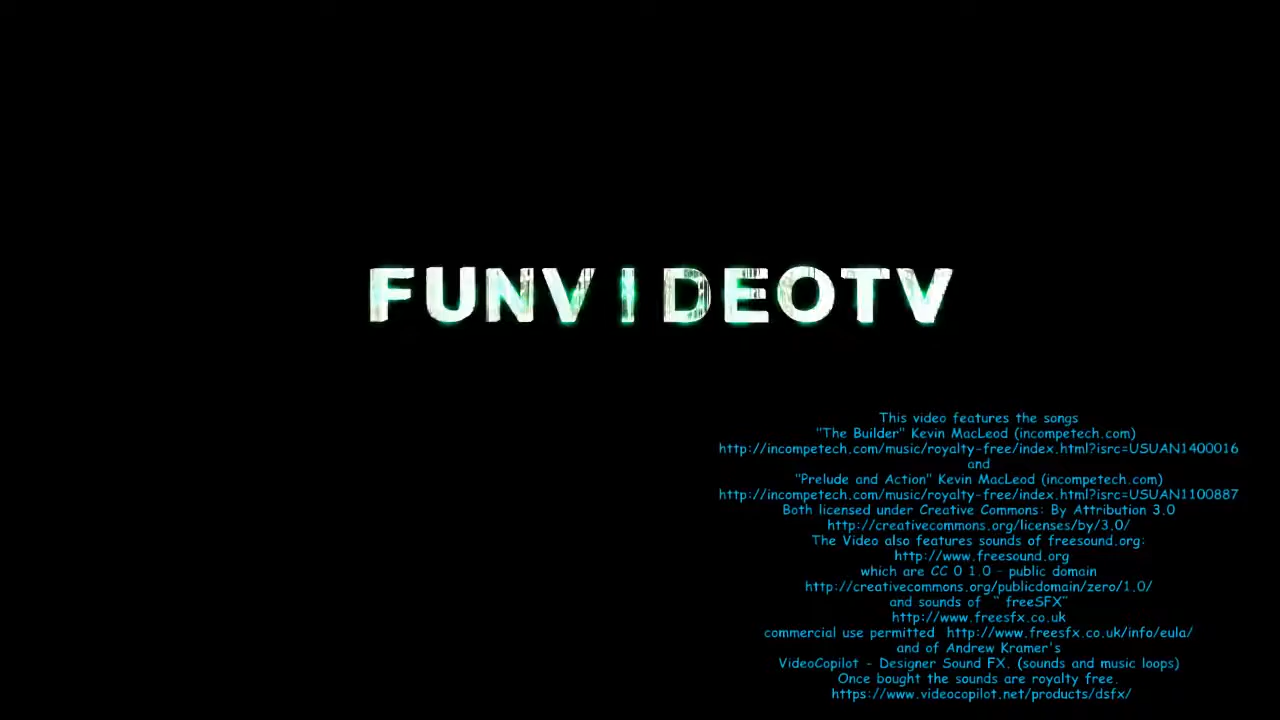 FUNVIDEOTV
This video features the songs
"The Builder" Kevin MacLeod (incompetech.com)
http://incompetech.com/music/royalty-free/index.html?isrc=USUAN1400016
and
"Prelude and Action" Kevin MacLeod (incompetech.com)
http://incompetech.com/music/royalty-free/index.html?isrc=USUAN1100887
Both licensed under Creative Commons: By Attribution 3.0
http://creativecommons.org/licenses/by/3.0/
The Video also features sounds of freesound.org:
http://www.freesound.org
which are CC 0 1.0 - public domain
http://creativecommons.org/publicdomain/zero/1.0/
and sounds of " freeSFX"
http://www.freesfx.co.uk
commercial use permitted http://www.freesfx.co.uk/info/eula/
and of Andrew Kramer's
VideoCopilot - Designer Sound FX. (sounds and music loops)
Once bought the sounds are royalty free.
https://www.videocopilot.net/products/dsfx/